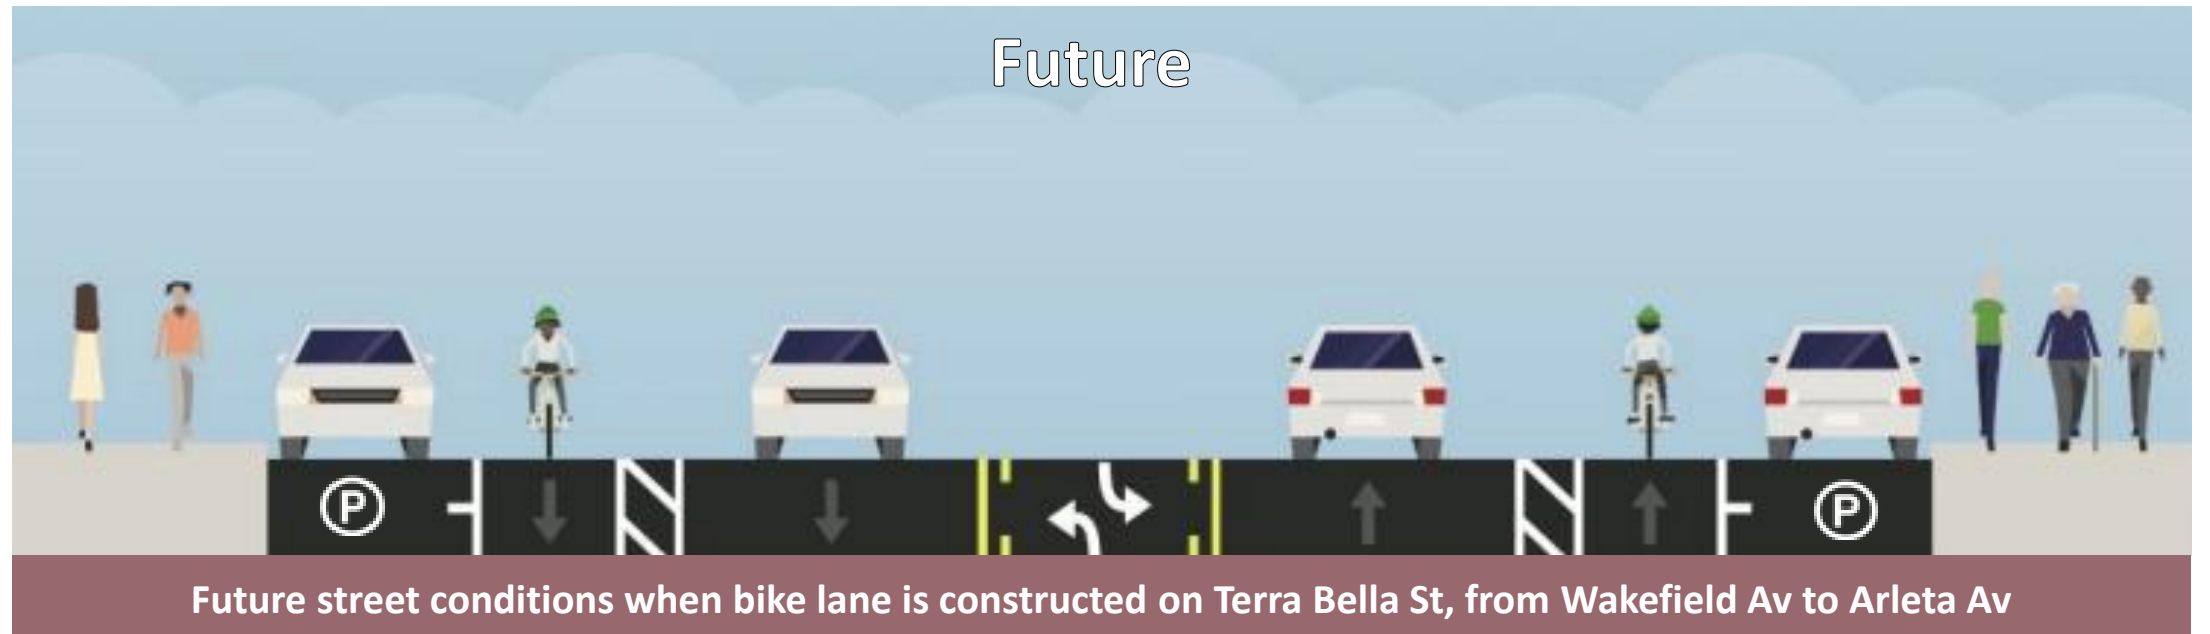 Future
P
P
Future street conditions when bike lane is constructed on Terra Bella St, from Wakefield Av to Arleta Av